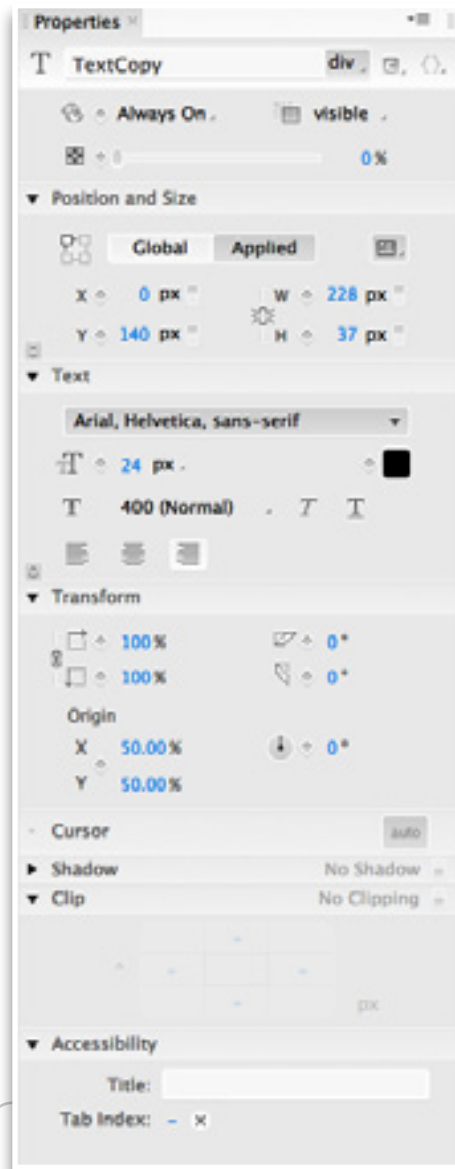 Properties ×
T TextCopy div
Always On visible
0%
Position and Size
Global Applied
X 0 px W 228 px
Y 140 px H 37 px
Text
Arial, Helvetica, sans-serif
T 24 px
T 400 (Normal) T T
Transform
100% 0°
100% 0°
Origin
X 50.00% 0°
Y 50.00%
Cursor auto
Shadow No Shadow
Clip No Clipping
px
Accessibility
Title:
Tab Index: - ×